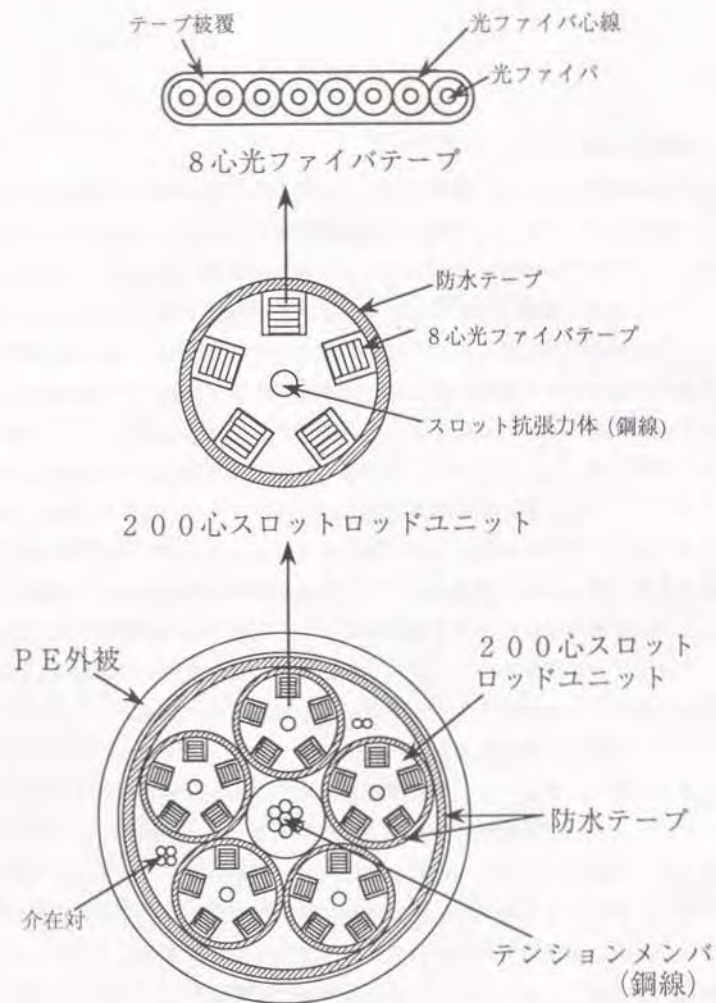 テープ被覆
光ファイバ心線
光ファイバ
8心光ファイバテープ
防水テープ
8心光ファイバテープ
スロット抗張力体(鋼線)
200心スロットロッドユニット
PE外被
200心スロット
ロッドユニット
防水テープ
介在対
テンションメンバ
(鋼線)